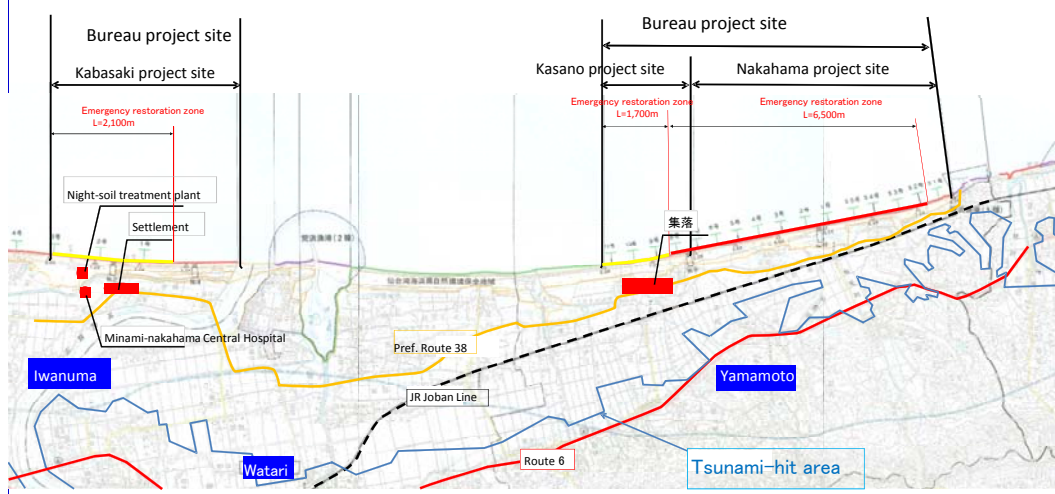 Bureau project site
Bureau project site
Kabasaki project site
Kasano project site
Nakahama project site
Emergency restoration zone
L=2,100m
Emergency restoration zone
L=1,700m
Emergency restoration zone
L=6,500m
Night-soil treatment plant
Settlement
集落
Minami-nakahama Central Hospital
Pref. Route 38
Iwanuma
Yamamoto
JR Joban Line
Watari
Route 6
Tsunami-hit area